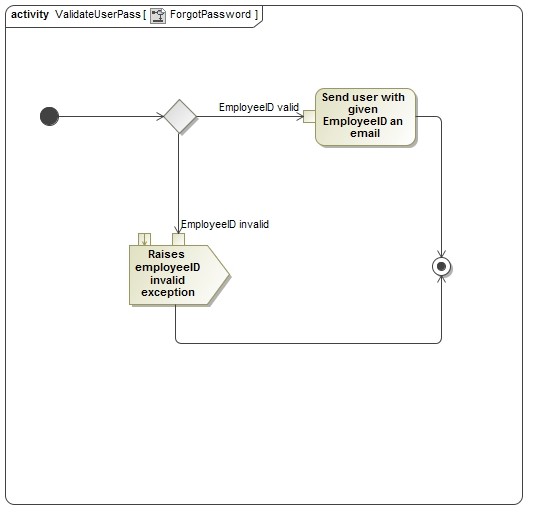 activity ValidateUserPass [ ForgotPassword ]
EmployeeID valid
Send user with
given
EmployeeID an
email
EmployeeID invalid
Raises
employeeID
invalid
exception